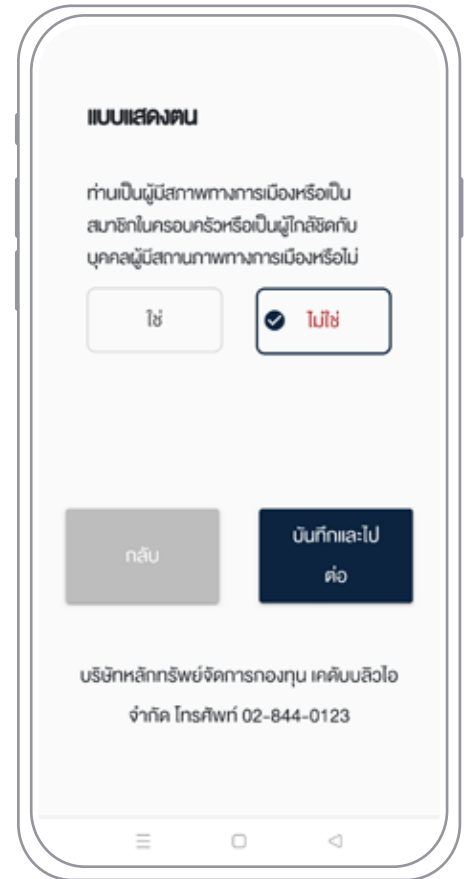 แบบแสดงตน
ท่านเป็นผู้มีสภาพทางการเมืองหรือเป็น
สมาชิกในครอบครัวหรือเป็นผู้ใกล้ชิดกับ
บุคคลผู้มีสถานภาพทางการเมืองหรือไม่
ใช่
ไม่ใช่
กลับ
บันทึกและไป
ต่อ
บริษัทหลักทรัพย์จัดการกองทุน เคดับบลิวไอ
จำกัด โทรศัพท์ 02-844-0123